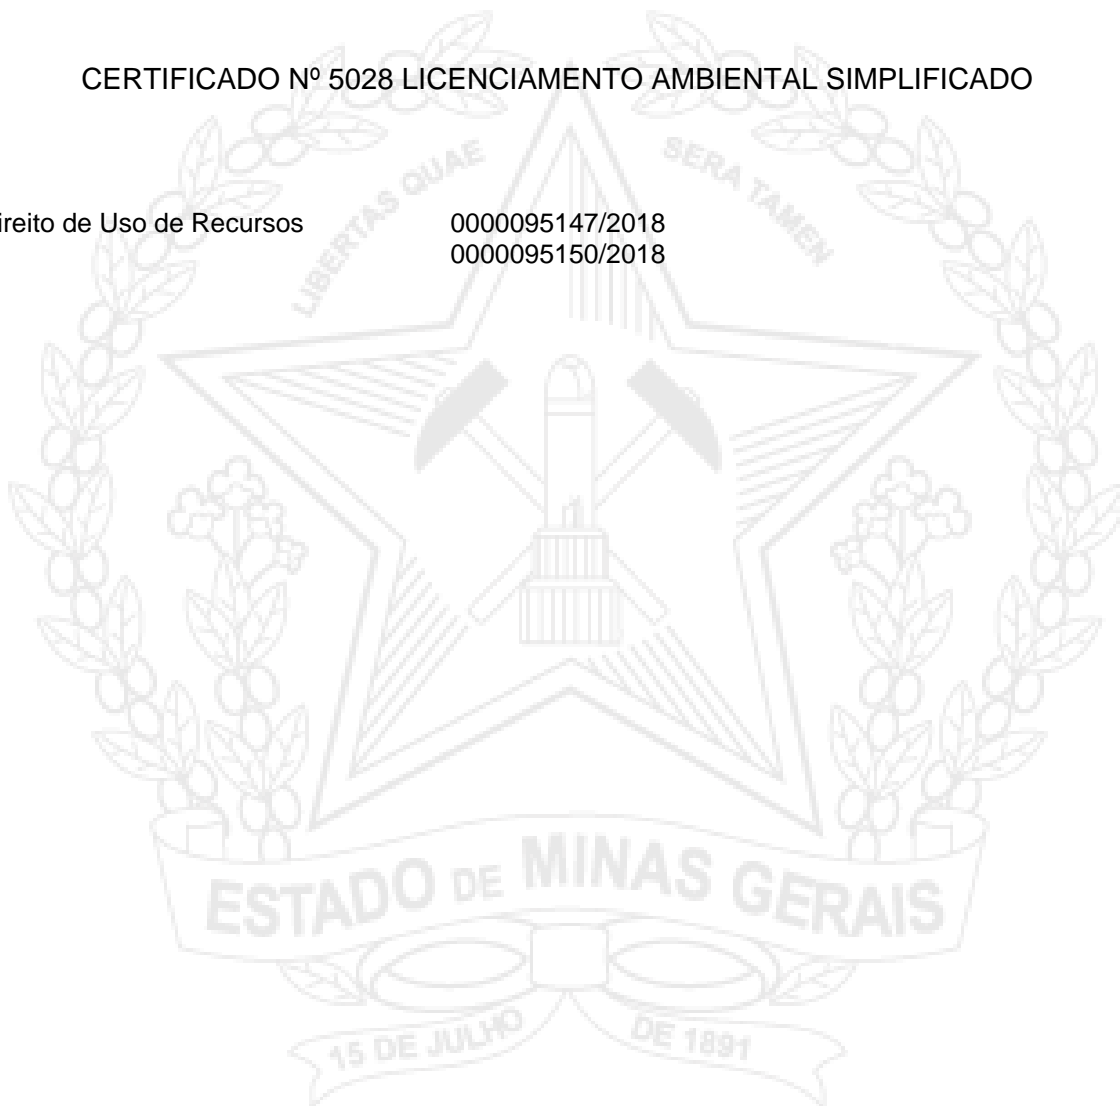 CERTIFICADO Nº 5028 LICENCIAMENTO AMBIENTAL SIMPLIFICADO
LIBERTAS QUAE SERA TAMEN
ireito de Uso de Recursos 0000095147/2018
0000095150/2018
ESTADO DE MINAS GERAIS
15 DE JULHO DE 1891